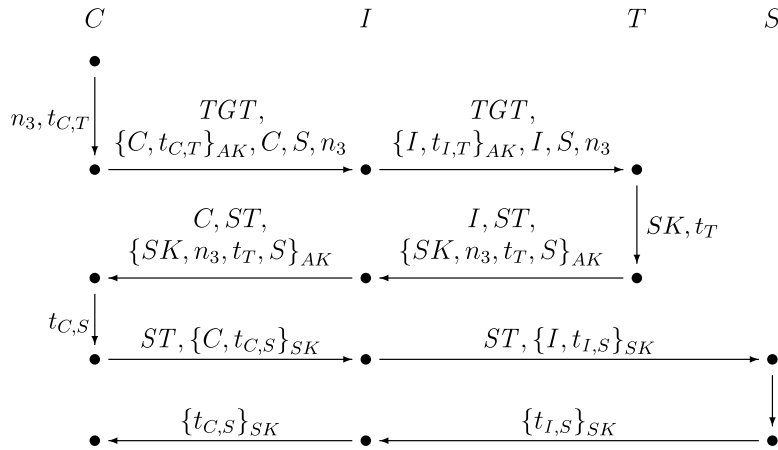 C I T S
n_3, t_{C,T}
TGT, TGT,
{C, t_{C,T}}_{AK}, C, S, n_3 {I, t_{I,T}}_{AK}, I, S, n_3
C, ST, I, ST,
SK, t_T
{SK, n_3, t_T, S}_{AK} {SK, n_3, t_T, S}_{AK}
t_{C,S}
ST, {C, t_{C,S}}_{SK} ST, {I, t_{I,S}}_{SK}
{t_{C,S}}_{SK} {t_{I,S}}_{SK}